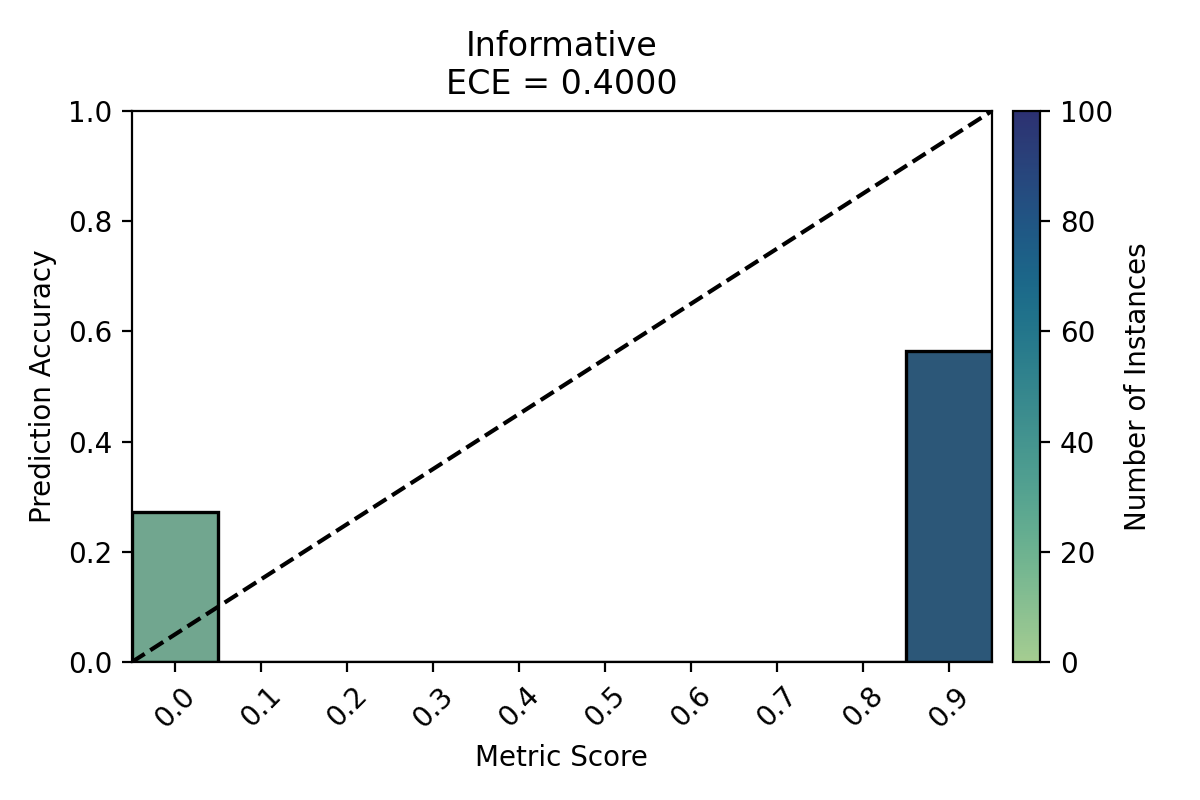 Informative
ECE = 0.4000
1.0
0.8
0.6
0.4
0.2
0.0
Prediction Accuracy
0.0 0.1 0.2 0.3 0.4 0.5 0.6 0.7 0.8 0.9
Metric Score
100
80
60
40
20
0
Number of Instances